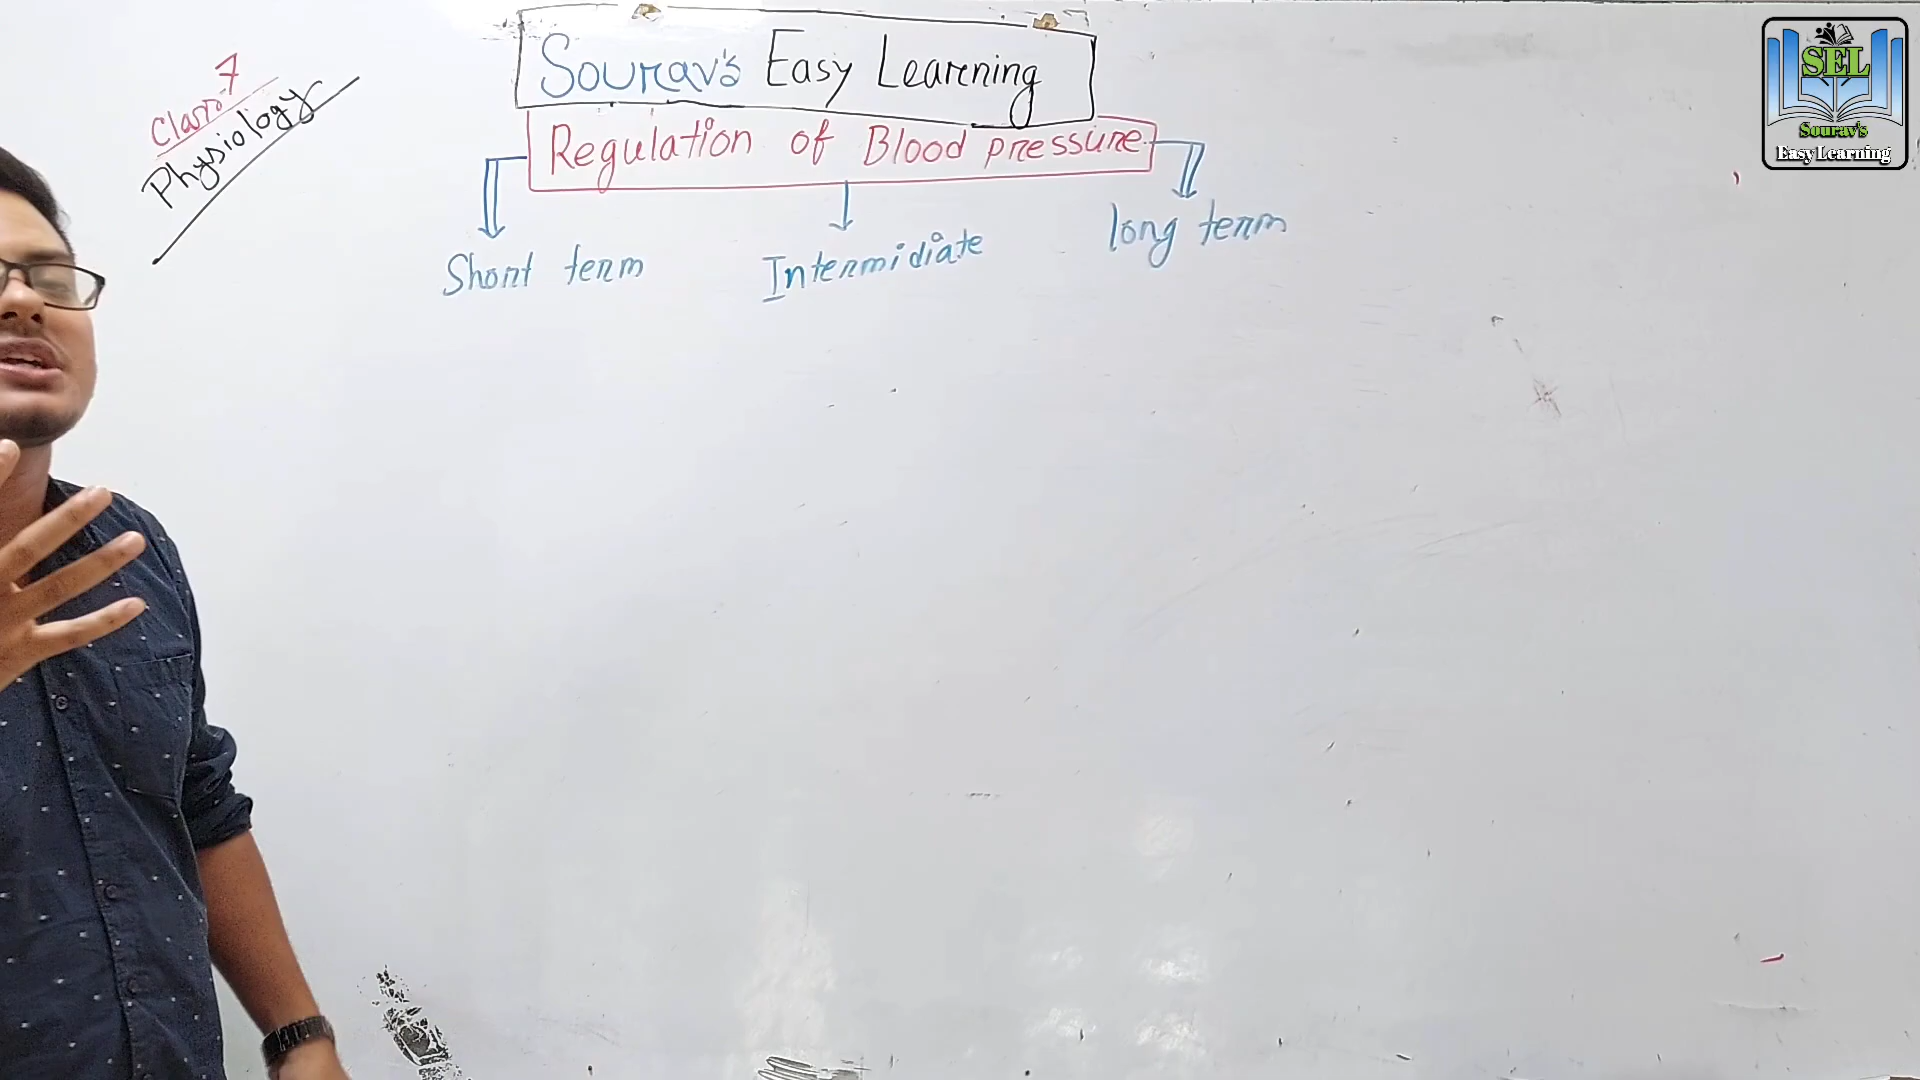 Class-7
Physiology
Sourav's Easy Learning
Regulation of Blood pressure
Short term
Intermidiate
long term
SEL
Sourav's
Easy Learning